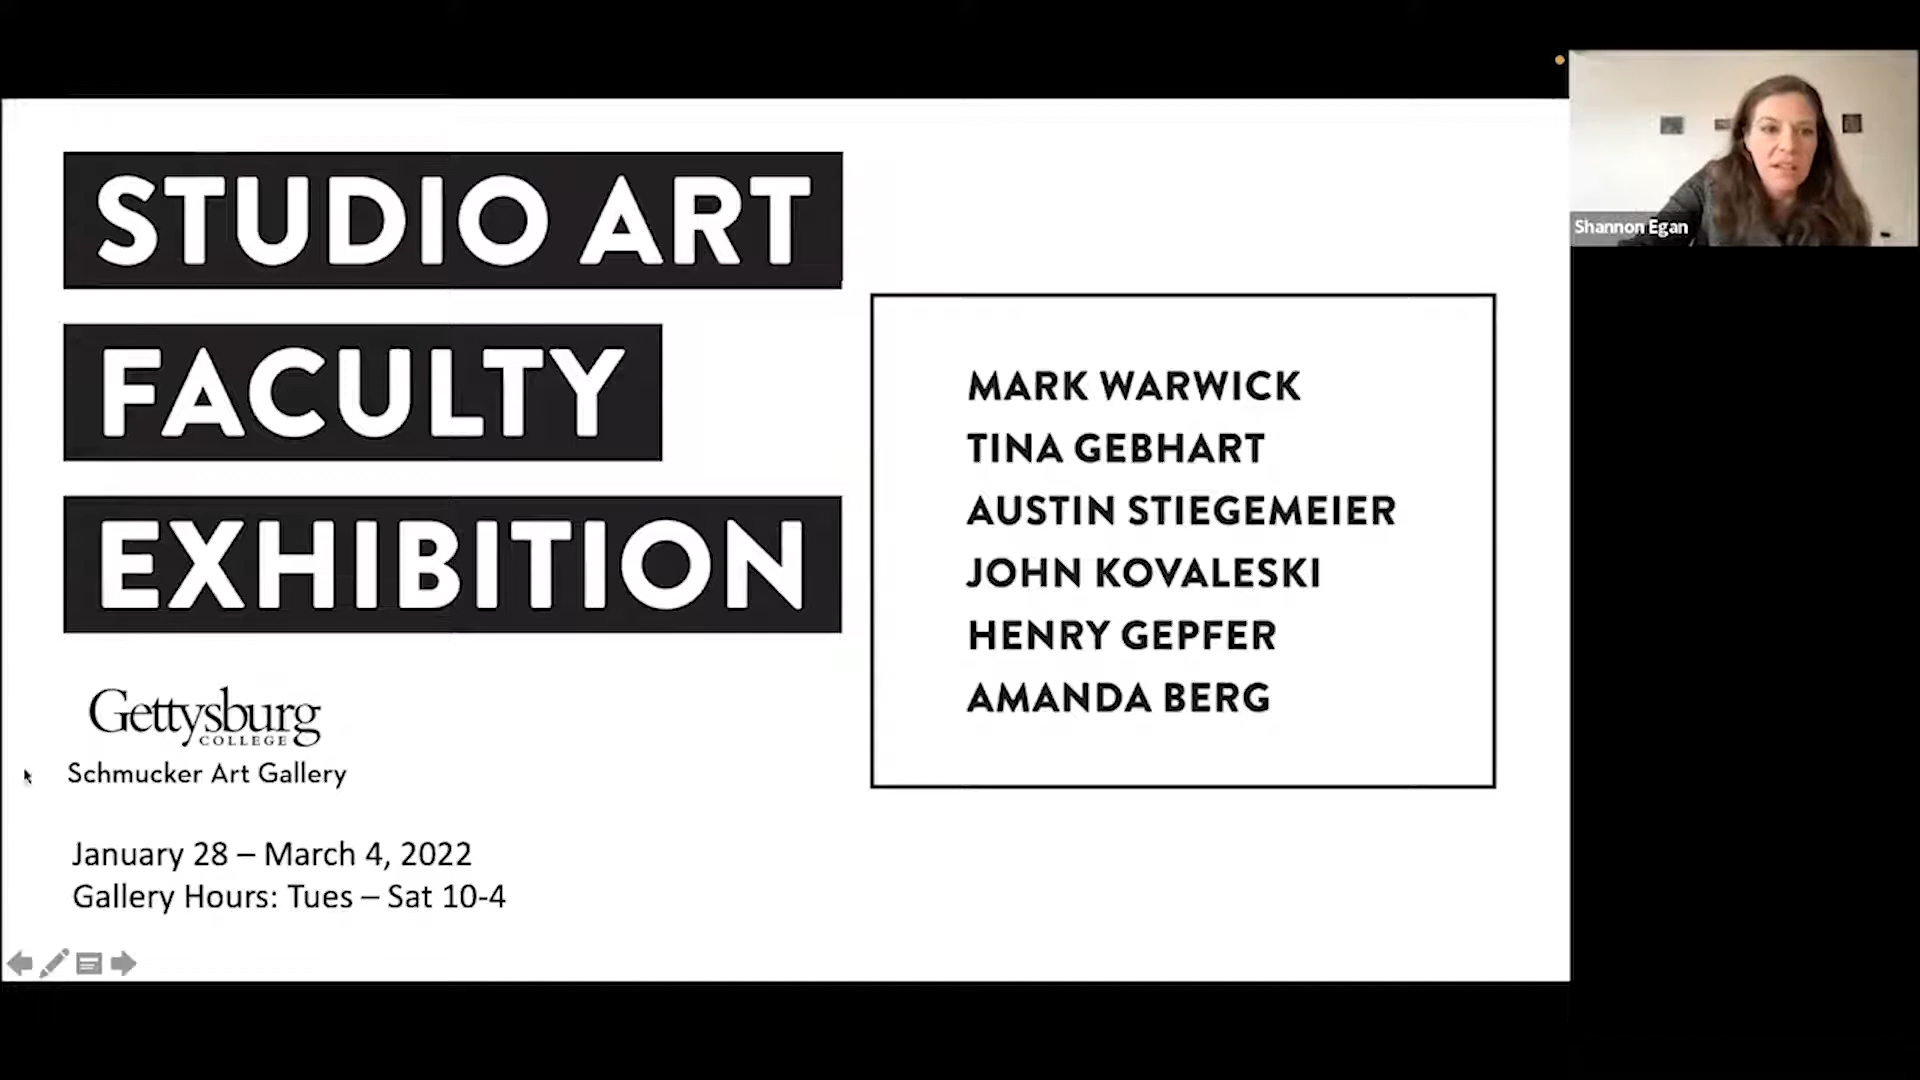 STUDIO ART
FACULTY
EXHIBITION
Gettysburg
COLLEGE
Schmucker Art Gallery
January 28 – March 4, 2022
Gallery Hours: Tues – Sat 10-4
MARK WARWICK
TINA GEBHART
AUSTIN STIEGEMEIER
JOHN KOVALESKI
HENRY GEPFER
AMANDA BERG
Shannon Egan